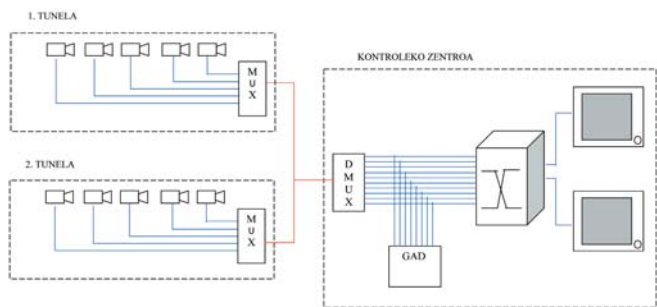 1. TUNELA
MUX
2. TUNELA
MUX
KONTROLEKO ZENTROA
DMUX
GAD